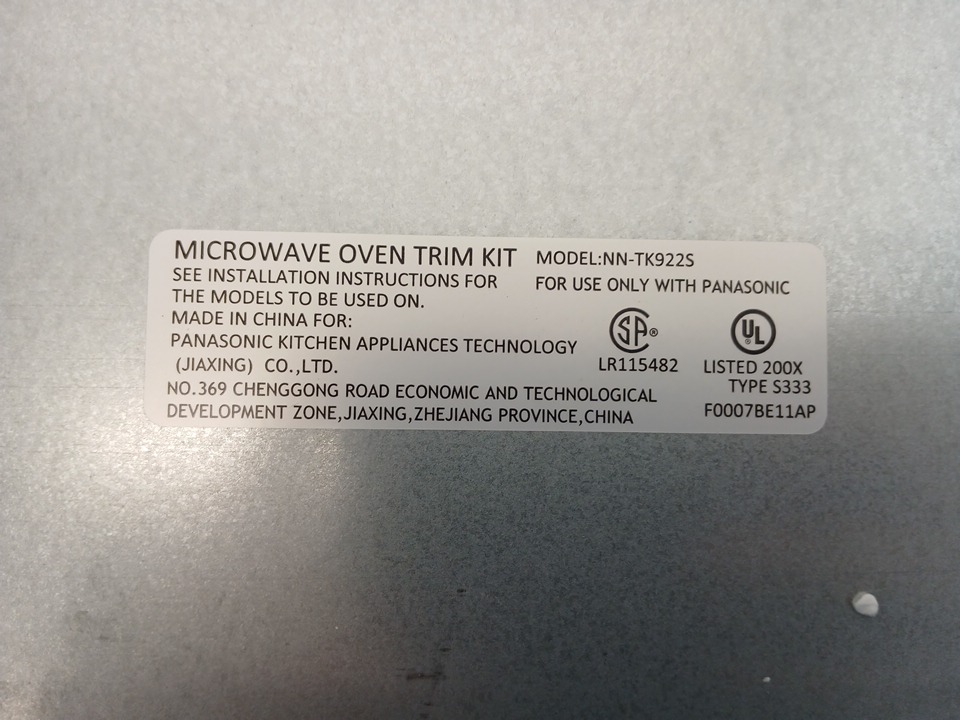 MICROWAVE OVEN TRIM KIT MODEL:NN-TK922S
SEE INSTALLATION INSTRUCTIONS FOR
THE MODELS TO BE USED ON.
FOR USE ONLY WITH PANASONIC
MADE IN CHINA FOR:
PANASONIC KITCHEN APPLIANCES TECHNOLOGY
(JIAXING) CO.,LTD.
NO.369 CHENGGONG ROAD ECONOMIC AND TECHNOLOGICAL
DEVELOPMENT ZONE,JIAXING,ZHEJIANG PROVINCE,CHINA
SA®
LR115482
UL®
LISTED 200X
TYPE S333
F0007BE11AP